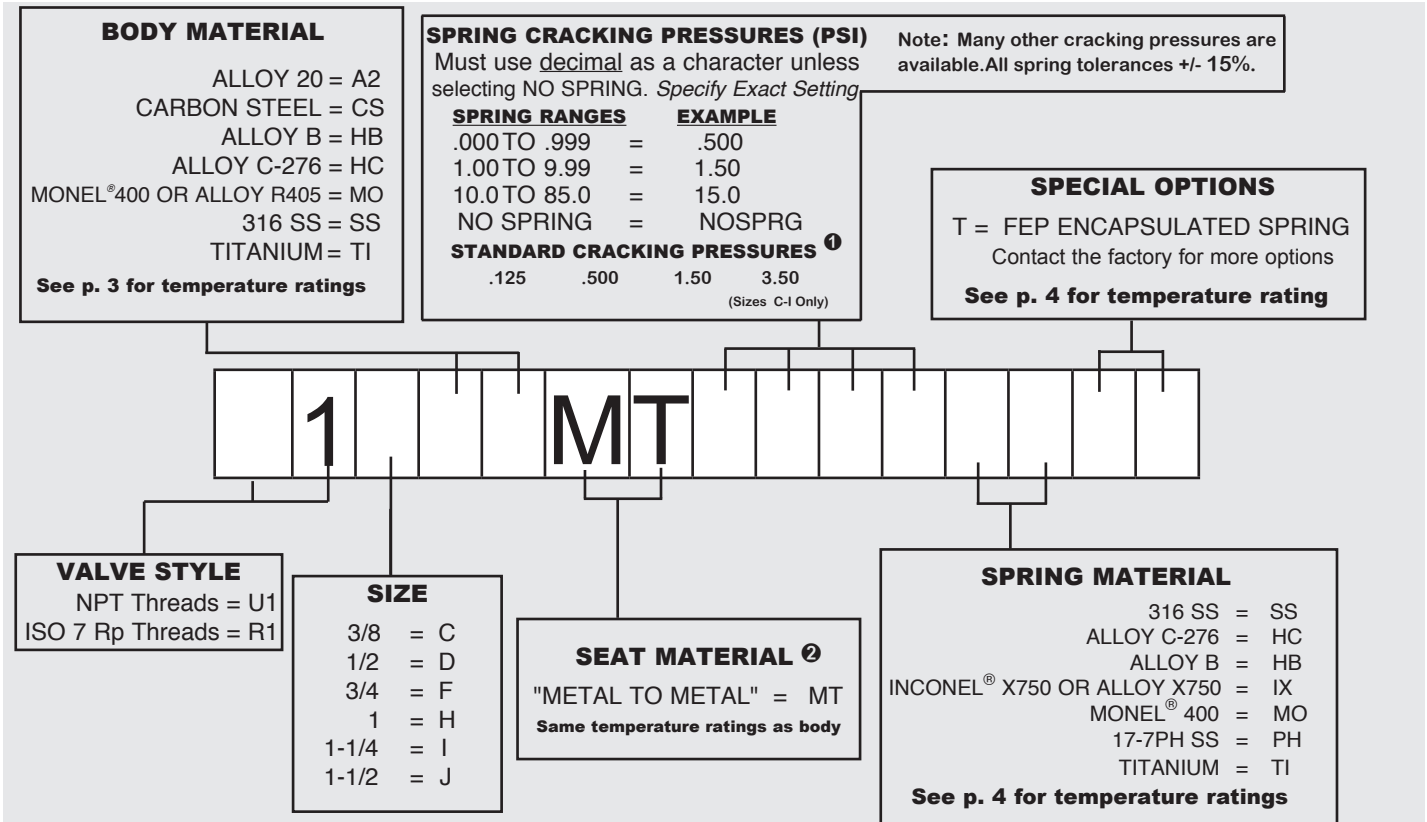 BODY MATERIAL
ALLOY 20 = A2
CARBON STEEL = CS
ALLOY B = HB
ALLOY C-276 = HC
MONEL®400 OR ALLOY R405 = MO
316 SS = SS
TITANIUM = TI
See p. 3 for temperature ratings
SPRING CRACKING PRESSURES (PSI)
Must use decimal as a character unless
selecting NO SPRING. Specify Exact Setting
SPRING RANGES EXAMPLE
.000 TO .999 = .500
1.00 TO 9.99 = 1.50
10.0 TO 85.0 = 15.0
NO SPRING = NOSPRG
STANDARD CRACKING PRESSURES ❶
.125 .500 1.50 3.50
(Sizes C-I Only)
Note: Many other cracking pressures are
available.All spring tolerances +/- 15%.
SPECIAL OPTIONS
T = FEP ENCAPSULATED SPRING
Contact the factory for more options
See p. 4 for temperature rating
1 MT
VALVE STYLE
NPT Threads = U1
ISO 7 Rp Threads = R1
SIZE
3/8 = C
1/2 = D
3/4 = F
1 = H
1-1/4 = I
1-1/2 = J
SEAT MATERIAL ❷
"METAL TO METAL" = MT
Same temperature ratings as body
SPRING MATERIAL
316 SS = SS
ALLOY C-276 = HC
ALLOY B = HB
INCONEL® X750 OR ALLOY X750 = IX
MONEL® 400 = MO
17-7PH SS = PH
TITANIUM = TI
See p. 4 for temperature ratings